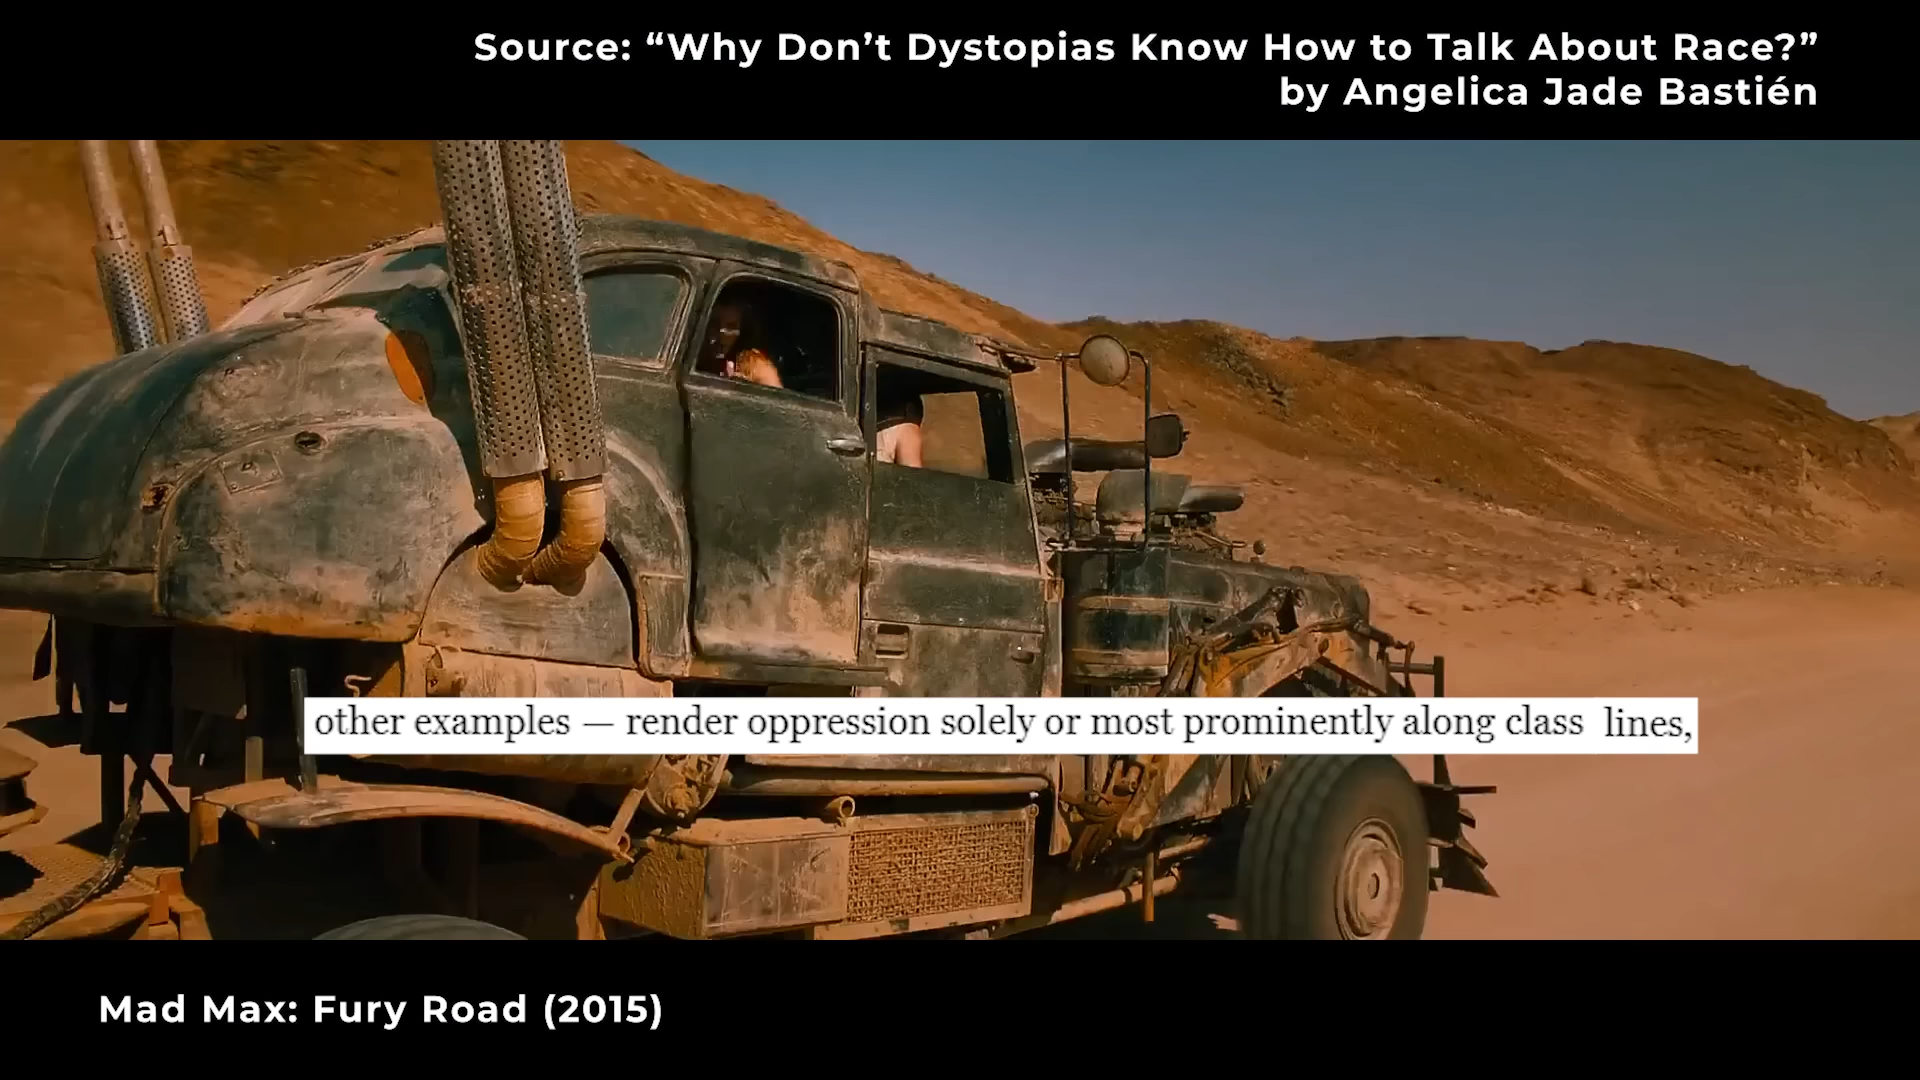 Source: “Why Don’t Dystopias Know How to Talk About Race?”
by Angelica Jade Bastién
other examples — render oppression solely or most prominently along class lines,
Mad Max: Fury Road (2015)